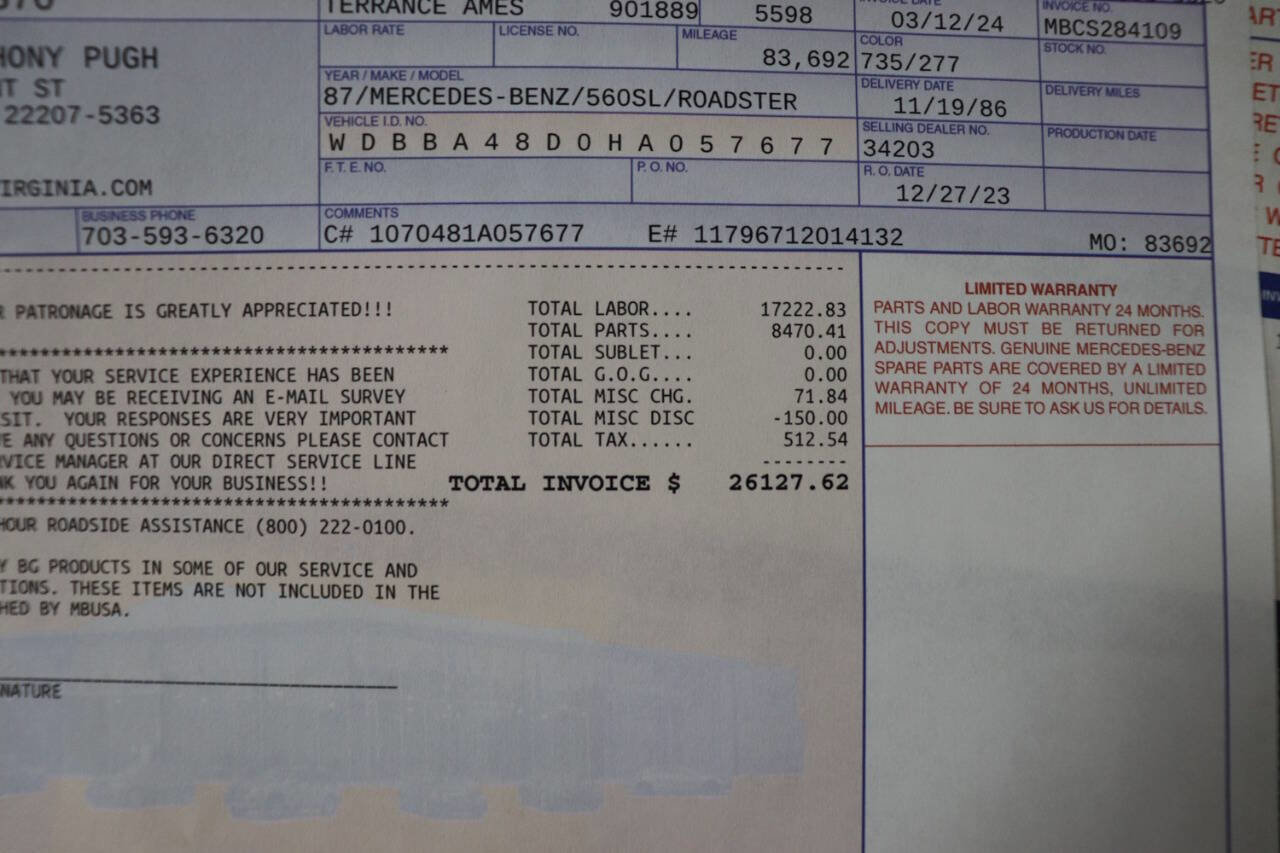 TERRANCE AMES 901889 5598 INVOICE DATE 03/12/24 INVOICE NO. MBCS284109
LABOR RATE LICENSE NO. MILEAGE 83,692 COLOR 735/277 STOCK NO.
HONY PUGH
T ST
22207-5363
YEAR / MAKE / MODEL
87/MERCEDES-BENZ/560SL/ROADSTER
DELIVERY DATE
11/19/86
DELIVERY MILES
VEHICLE I.D. NO.
WDBBA48D0HA057677
SELLING DEALER NO.
34203
PRODUCTION DATE
F. T. E. NO. P. O. NO. R. O. DATE
12/27/23
IRGINIA.COM
BUSINESS PHONE
703-593-6320
COMMENTS
C# 1070481A057677 E# 11796712014132 MO: 83692
R PATRONAGE IS GREATLY APPRECIATED!!!
*******************************************
THAT YOUR SERVICE EXPERIENCE HAS BEEN
YOU MAY BE RECEIVING AN E-MAIL SURVEY
SIT. YOUR RESPONSES ARE VERY IMPORTANT
VE ANY QUESTIONS OR CONCERNS PLEASE CONTACT
RVICE MANAGER AT OUR DIRECT SERVICE LINE
NK YOU AGAIN FOR YOUR BUSINESS!!
*******************************************
HOUR ROADSIDE ASSISTANCE (800) 222-0100.
Y BG PRODUCTS IN SOME OF OUR SERVICE AND
TIONS. THESE ITEMS ARE NOT INCLUDED IN THE
HED BY MBUSA.
NATURE
TOTAL LABOR.... 17222.83
TOTAL PARTS.... 8470.41
TOTAL SUBLET... 0.00
TOTAL G.O.G.... 0.00
TOTAL MISC CHG. 71.84
TOTAL MISC DISC -150.00
TOTAL TAX...... 512.54
--------
TOTAL INVOICE $ 26127.62
LIMITED WARRANTY
PARTS AND LABOR WARRANTY 24 MONTHS.
THIS COPY MUST BE RETURNED FOR
ADJUSTMENTS. GENUINE MERCEDES-BENZ
SPARE PARTS ARE COVERED BY A LIMITED
WARRANTY OF 24 MONTHS, UNLIMITED
MILEAGE. BE SURE TO ASK US FOR DETAILS.